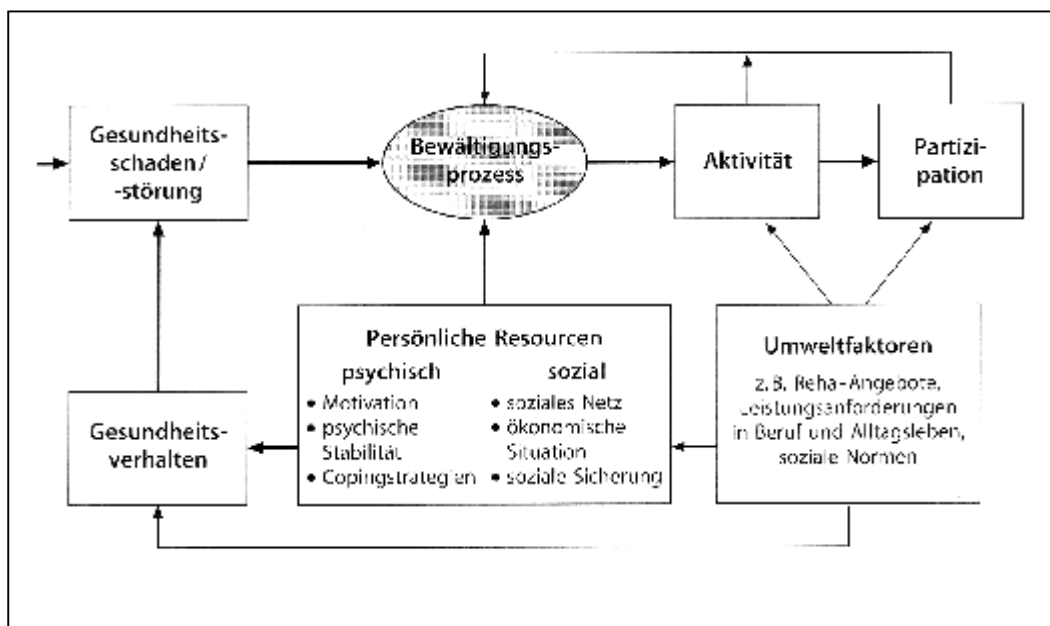 Gesundheits-
schaden/
-störung
Bewältigungs-
prozess
Aktivität
Partizi-
pation
Persönliche Resourcen
psychisch
• Motivation
• psychische
Stabilität
• Copingstrategien
sozial
• soziales Netz
• ökonomische
Situation
• soziale Sicherung
Umweltfaktoren
z. B. Reha-Angebote,
Leistungsanforderungen
in Beruf und Alltagsleben,
soziale Normen
Gesundheits-
verhalten